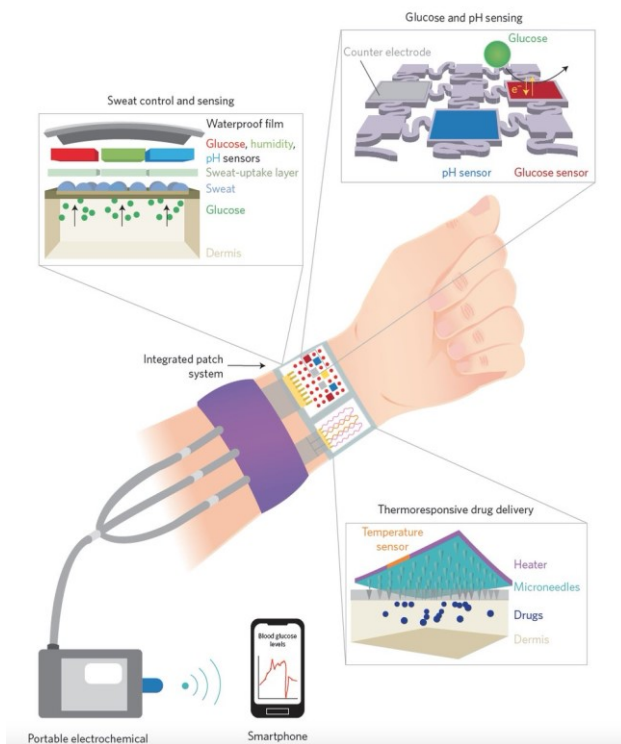 Glucose and pH sensing
Glucose
Counter electrode
e⁻
pH sensor
Glucose sensor
Sweat control and sensing
Waterproof film
Glucose, humidity,
pH sensors
Sweat-uptake layer
Sweat
Glucose
Dermis
Integrated patch
system
Thermoresponsive drug delivery
Temperature
sensor
Heater
Microneedles
Drugs
Dermis
Blood glucose
levels
Portable electrochemical
Smartphone